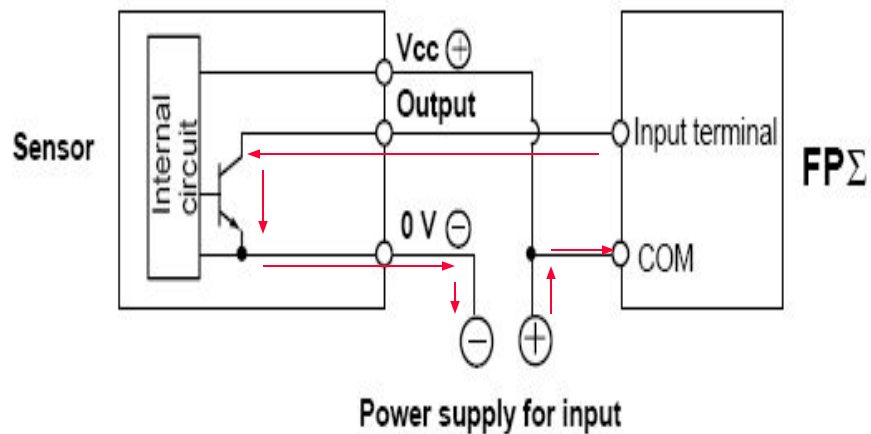 Vcc ⊕
Output
Internal
circuit
Input terminal
Sensor
FPΣ
0 V ⊖
COM
⊖ ⊕
Power supply for input